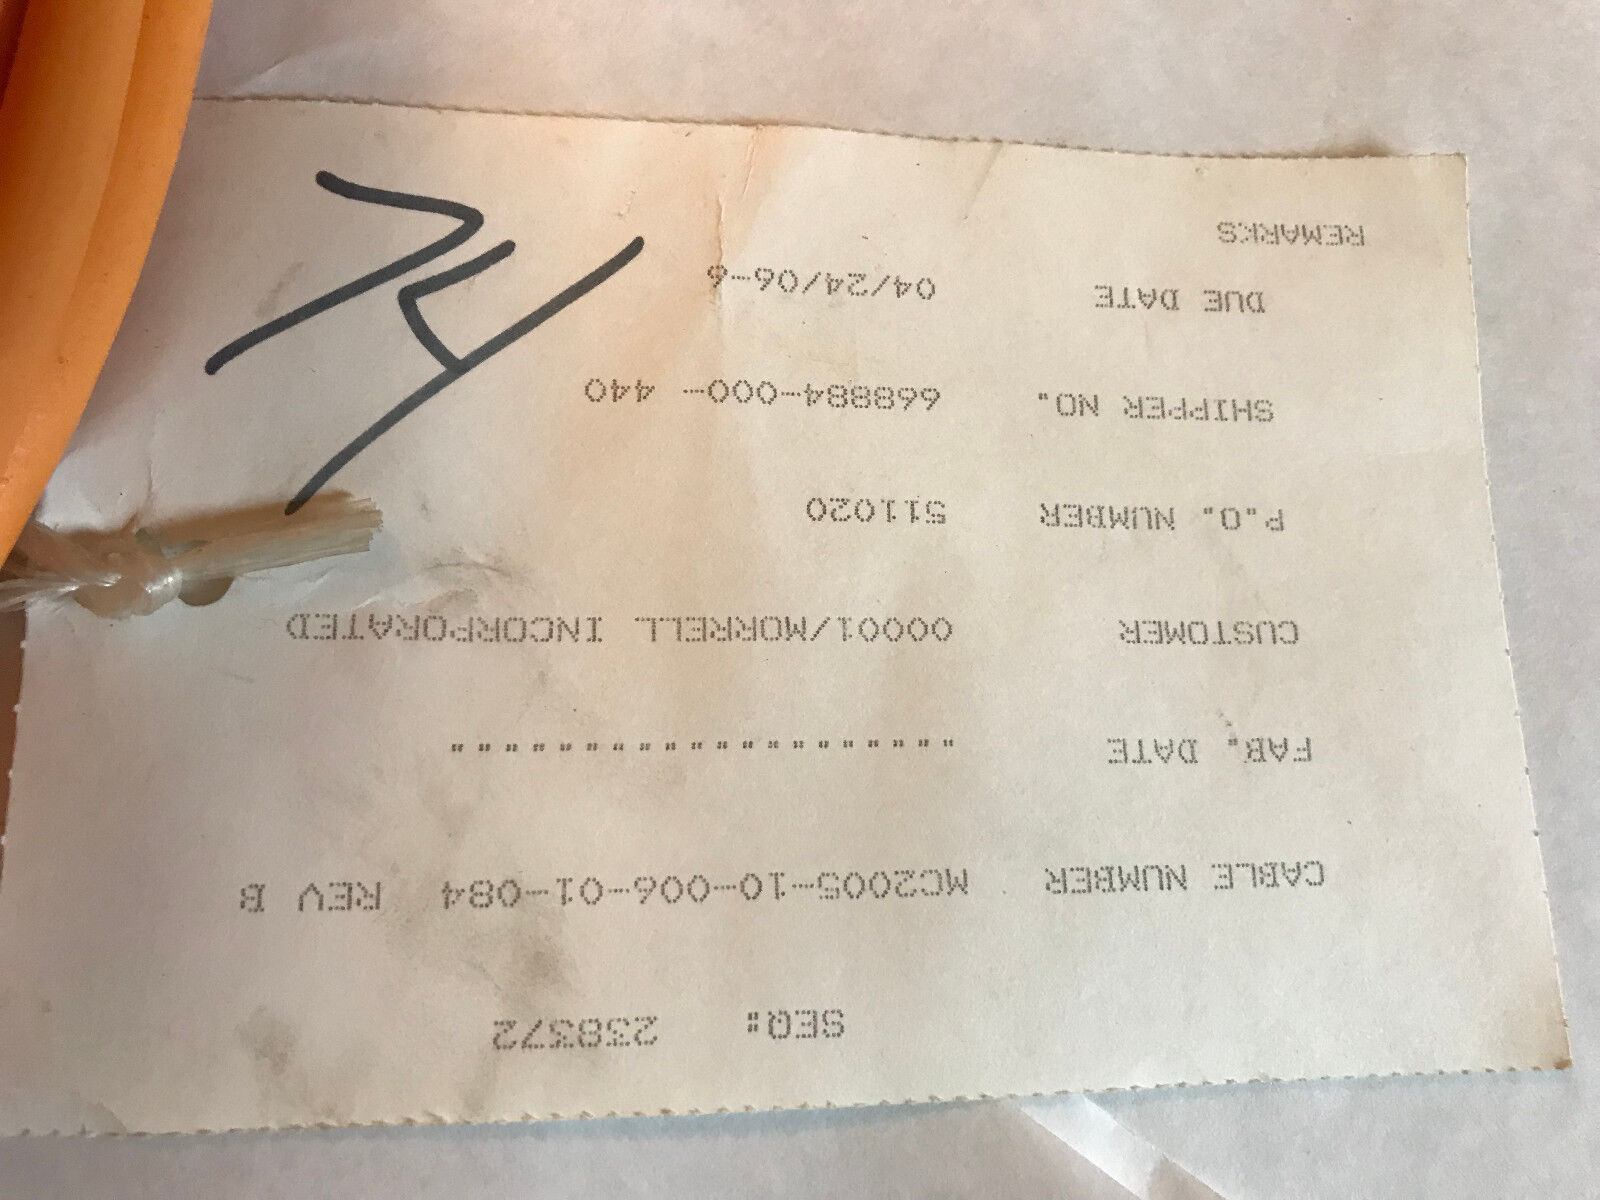 SEQ: 238372
CABLE NUMBER MC2005-10-006-01-084 REV B
FAB. DATE
CUSTOMER 00001/MORRELL INCORPORATED
P.O. NUMBER 511020
SHIPPER NO. 668884-000- 440
DUE DATE 04/24/06-6
REMARKS
74